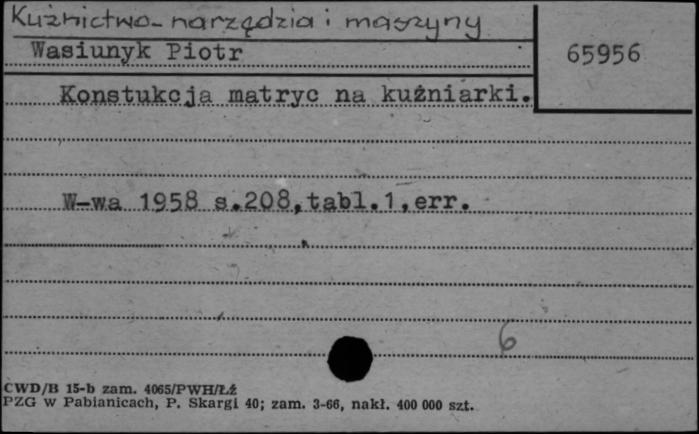 Kuźnictwo - narzędzia i maszyny
Wasiunyk Piotr
65956
Konstukcja matryc na kuźniarki.
W-wa 1958 s.208,tabl.1,err.
6
CWD/B 15-b zam. 4065/PWH/Łź
PZG w Pabianicach, P. Skargi 40; zam. 3-66, nakł. 400 000 szt.